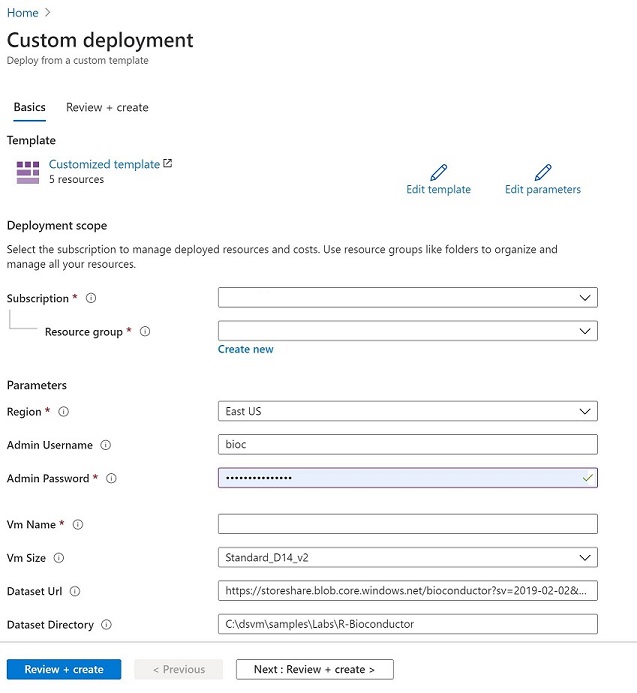 Home >
Custom deployment
Deploy from a custom template
Basics Review + create
Template
Customized template
5 resources
Edit template Edit parameters
Deployment scope
Select the subscription to manage deployed resources and costs. Use resource groups like folders to organize and
manage all your resources.
Subscription *
Resource group *
Create new
Parameters
Region * East US
Admin Username bioc
Admin Password * •••••••••••••••
Vm Name *
Vm Size Standard_D14_v2
Dataset Url https://storeshare.blob.core.windows.net/bioconductor?sv=2019-02-02&...
Dataset Directory C:\dsvm\samples\Labs\R-Bioconductor
Review + create < Previous Next : Review + create >